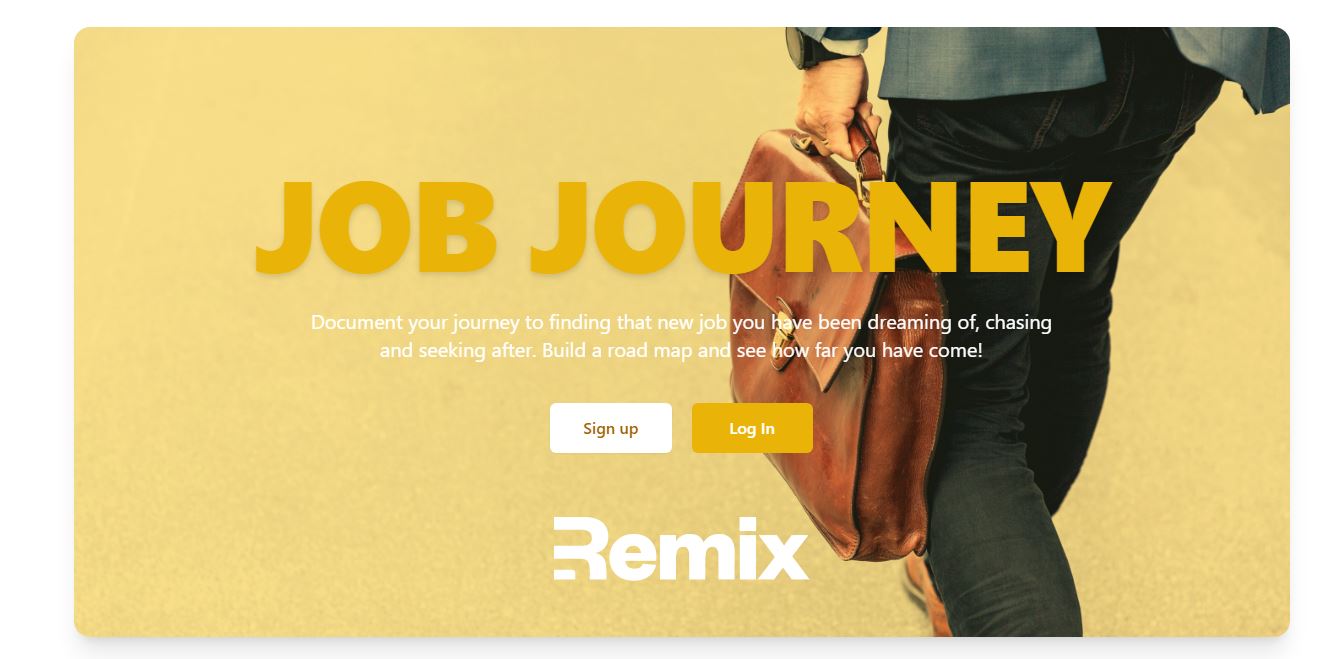 JOB JOURNEY
Document your journey to finding that new job you have been dreaming of, chasing
and seeking after. Build a road map and see how far you have come!
Sign up
Log In
Remix